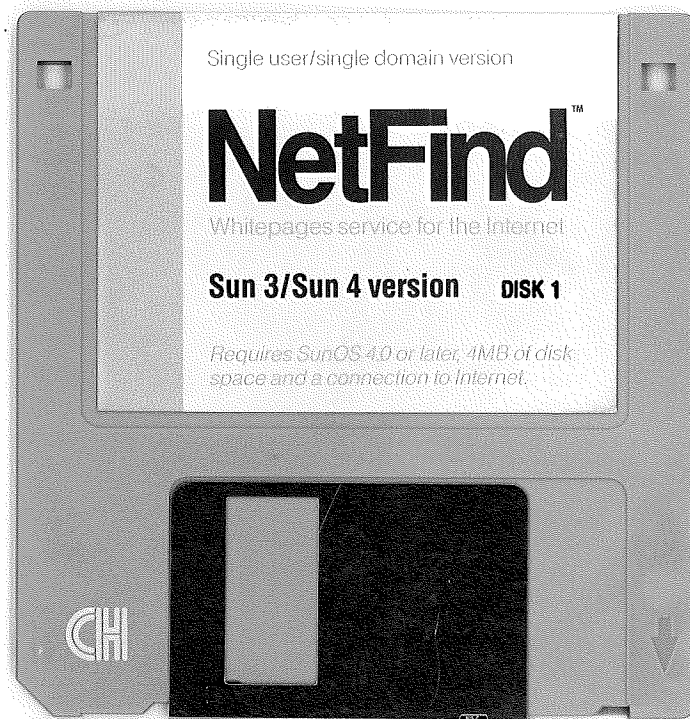 Single user/single domain version
NetFind™
Whitepages service for the Internet
Sun 3/Sun 4 version DISK 1
Requires SunOS 4.0 or later, 4MB of disk
space and a connection to Internet.
CH